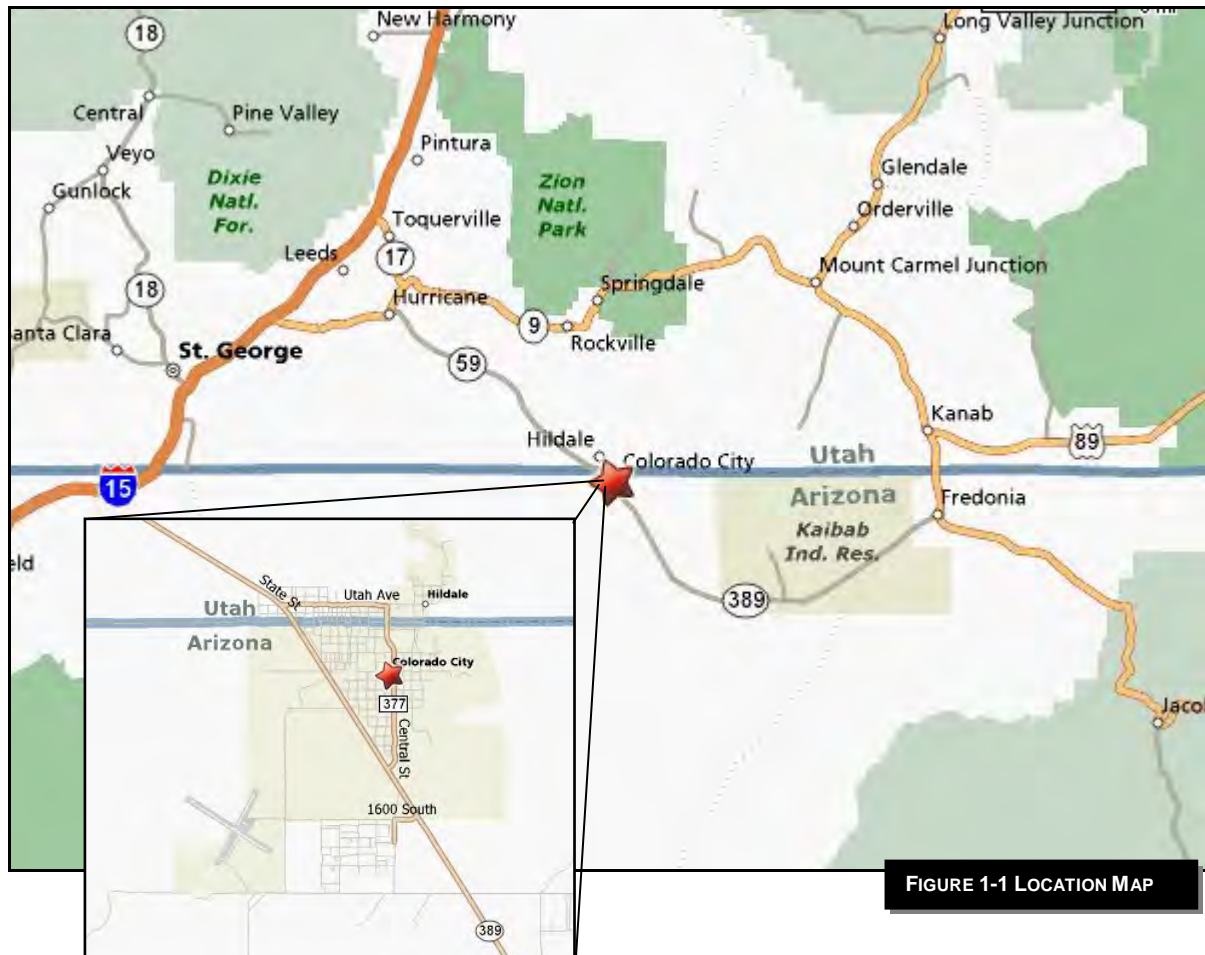 New Harmony
Long Valley Junction
18
Central
Pine Valley
Pintura
Veyo
Glendale
Gunlock
Dixie
Natl.
For.
Zion
Natl.
Park
Orderville
Toquerville
17
Leeds
Mount Carmel Junction
Springdale
18
Hurricane
9
Rockville
anta Clara
St. George
59
Kanab
89
Hildale
Colorado City
Utah
Arizona
15
Fredonia
Kaibab
Ind. Res.
eld
389
Jacol
State St
Utah Ave
Hildale
Utah
Arizona
Colorado City
377
Central St
1600 South
389
FIGURE 1-1 LOCATION MAP